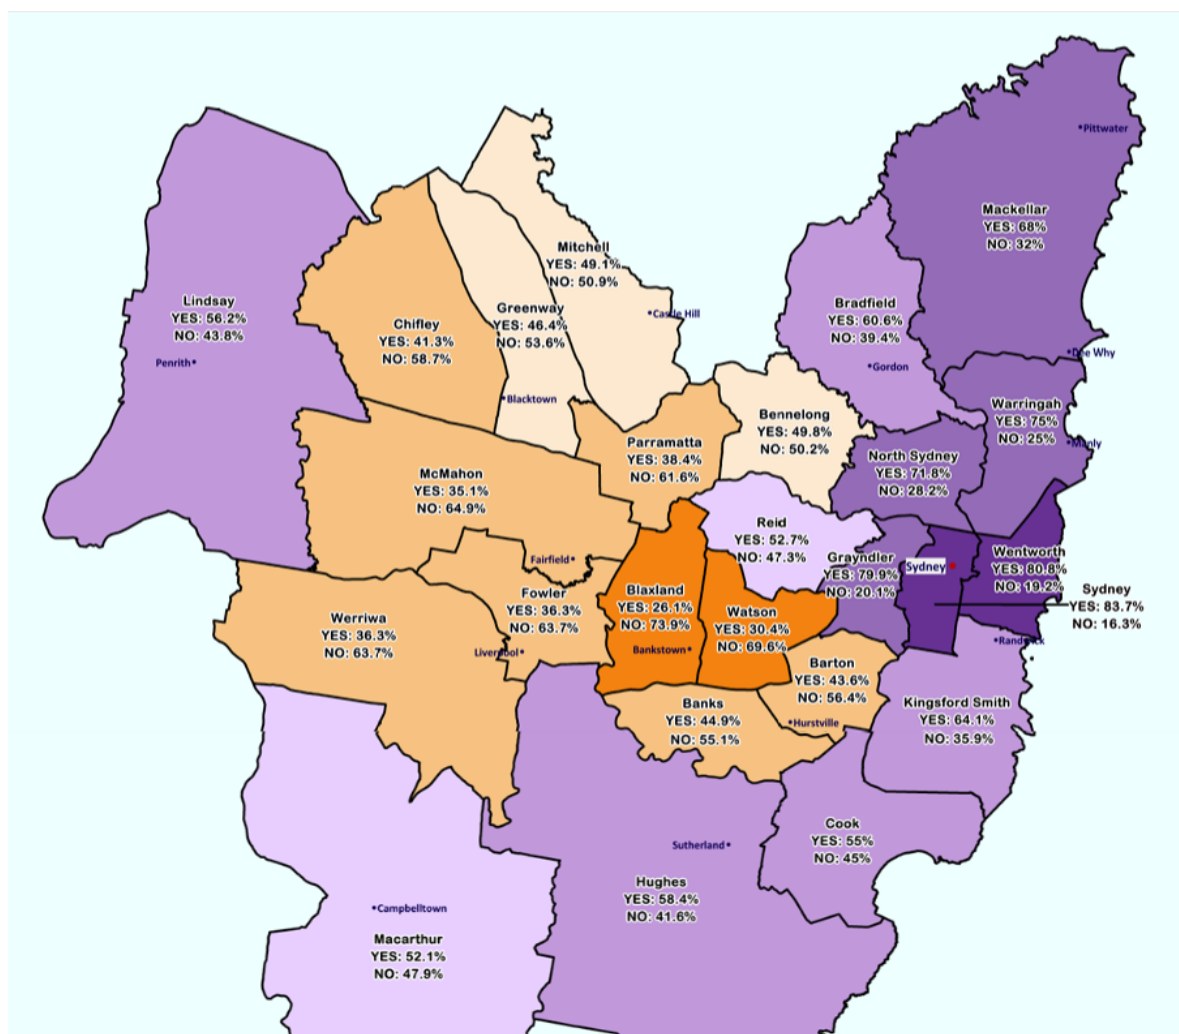 Pittwater
Mackellar
YES: 68%
NO: 32%
Mitchell
YES: 49.1%
NO: 50.9%
Lindsay
YES: 56.2%
NO: 43.8%
Penrith
Chifley
YES: 41.3%
NO: 58.7%
Greenway
YES: 46.4%
NO: 53.6%
Castle Hill
Bradfield
YES: 60.6%
NO: 39.4%
Gordon
Dee Why
Blacktown
Warringah
YES: 75%
NO: 25%
Manly
Bennelong
YES: 49.8%
NO: 50.2%
Parramatta
YES: 38.4%
NO: 61.6%
North Sydney
YES: 71.8%
NO: 28.2%
McMahon
YES: 35.1%
NO: 64.9%
Reid
YES: 52.7%
NO: 47.3%
Fairfield
Grayndler
YES: 79.9%
NO: 20.1%
Sydney
Wentworth
YES: 80.8%
NO: 19.2%
Sydney
YES: 83.7%
NO: 16.3%
Fowler
YES: 36.3%
NO: 63.7%
Blaxland
YES: 26.1%
NO: 73.9%
Bankstown
Watson
YES: 30.4%
NO: 69.6%
Werriwa
YES: 36.3%
NO: 63.7%
Liverpool
Randwick
Barton
YES: 43.6%
NO: 56.4%
Hurstville
Banks
YES: 44.9%
NO: 55.1%
Kingsford Smith
YES: 64.1%
NO: 35.9%
Cook
YES: 55%
NO: 45%
Sutherland
Hughes
YES: 58.4%
NO: 41.6%
Campbelltown
Macarthur
YES: 52.1%
NO: 47.9%